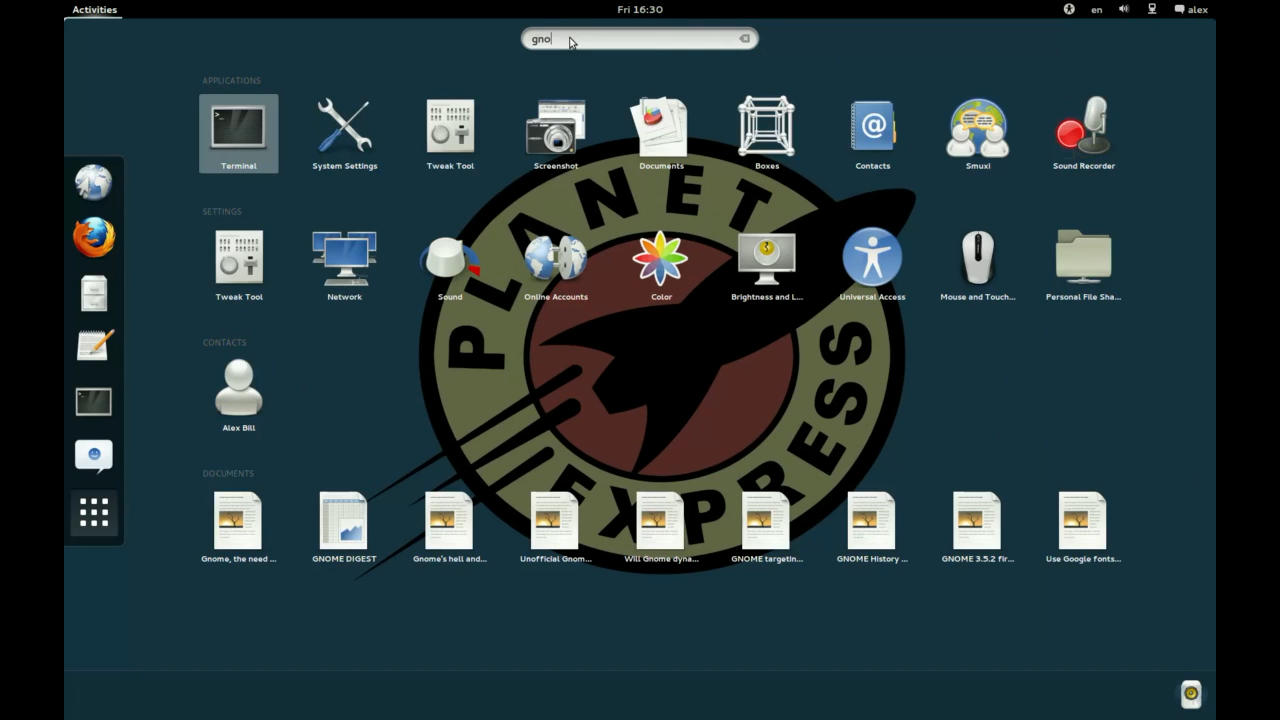 Activities
Fri 16:30
en
alex
gno
APPLICATIONS
Terminal
System Settings
Tweak Tool
Screenshot
Documents
Boxes
Contacts
Smuxi
Sound Recorder
SETTINGS
Tweak Tool
Network
Sound
Online Accounts
Color
Brightness and L...
Universal Access
Mouse and Touch...
Personal File Sha...
CONTACTS
Alex Bill
DOCUMENTS
Gnome, the need ...
GNOME DIGEST
Gnome's hell and...
Unofficial Gnom...
Will Gnome dyna...
GNOME targetin...
GNOME History ...
GNOME 3.5.2 fir...
Use Google fonts...
PLANET
EXPRESS